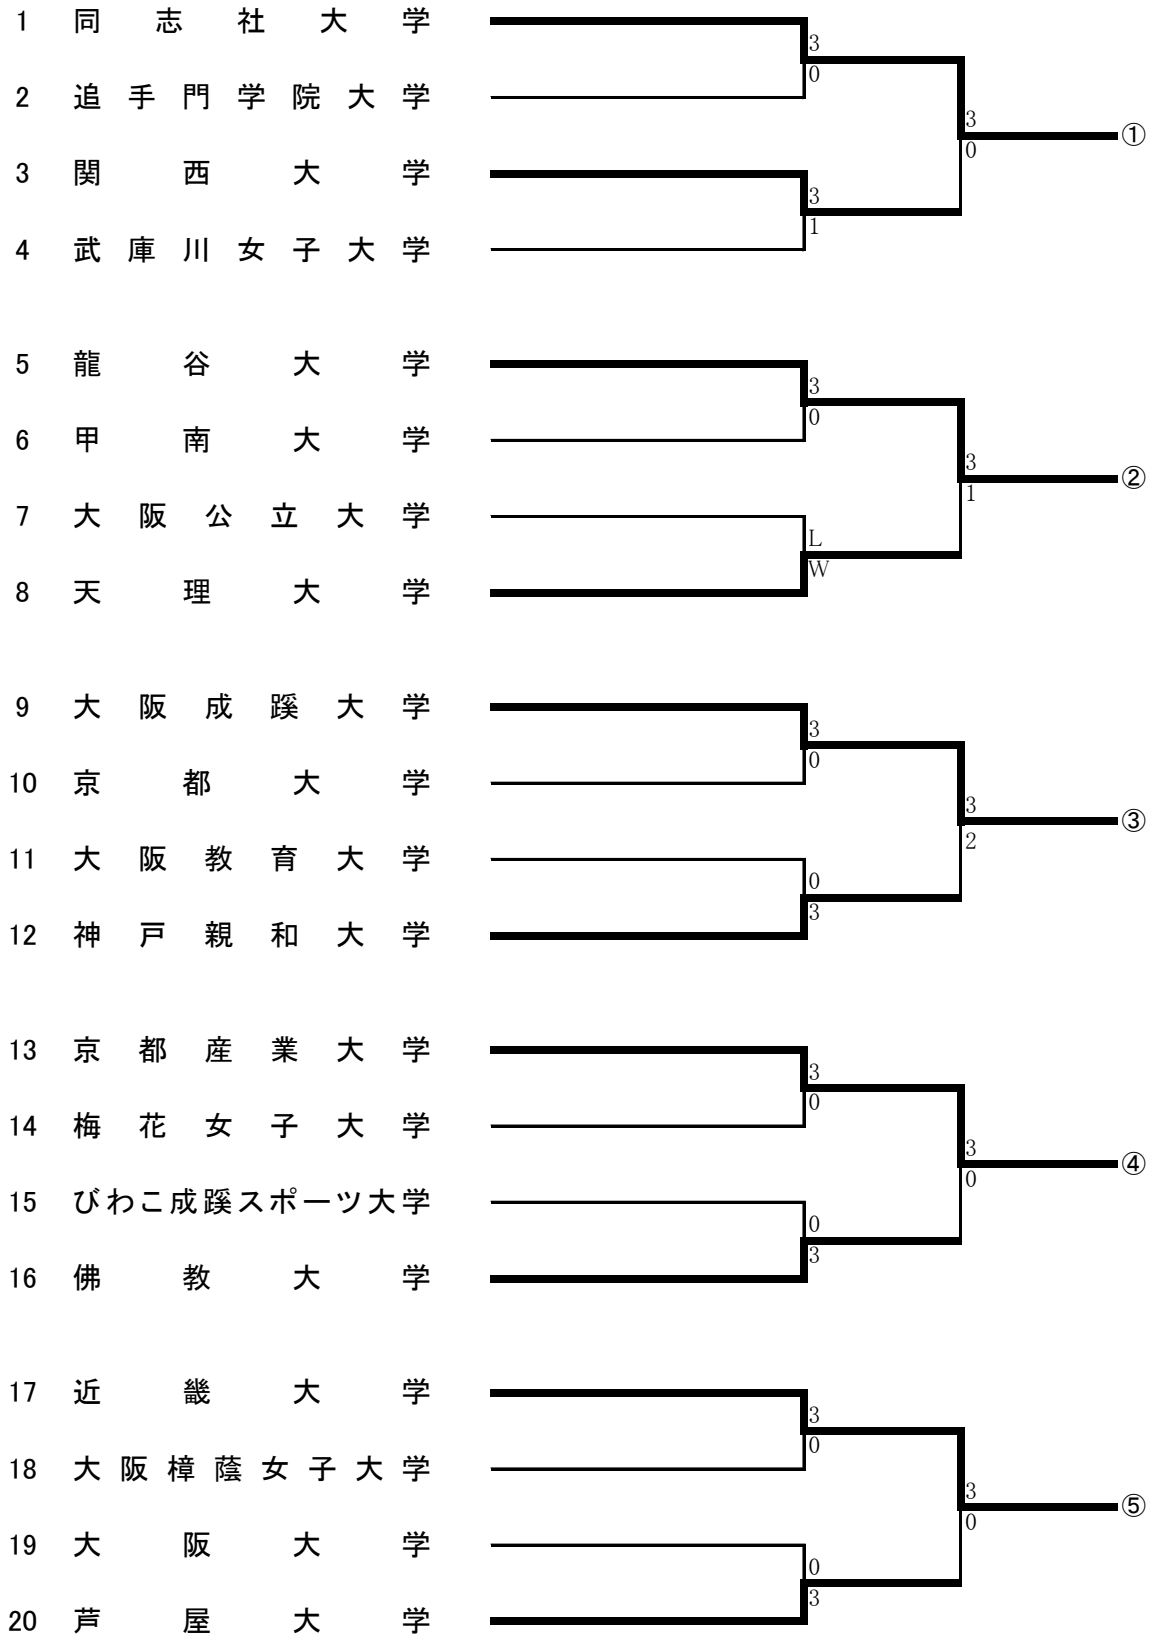 1 同志社大学
3
0
2 追手門学院大学
3
0
①
3 関西大学
3
1
4 武庫川女子大学
5 龍谷大学
3
0
6 甲南大学
3
1
②
7 大阪公立大学
L
W
8 天理大学
9 大阪成蹊大学
3
0
10 京都大学
3
2
③
11 大阪教育大学
0
3
12 神戸親和大学
13 京都産業大学
3
0
14 梅花女子大学
3
0
④
15 びわこ成蹊スポーツ大学
0
3
16 佛教大学
17 近畿大学
3
0
18 大阪樟蔭女子大学
3
0
⑤
19 大阪大学
0
3
20 芦屋大学